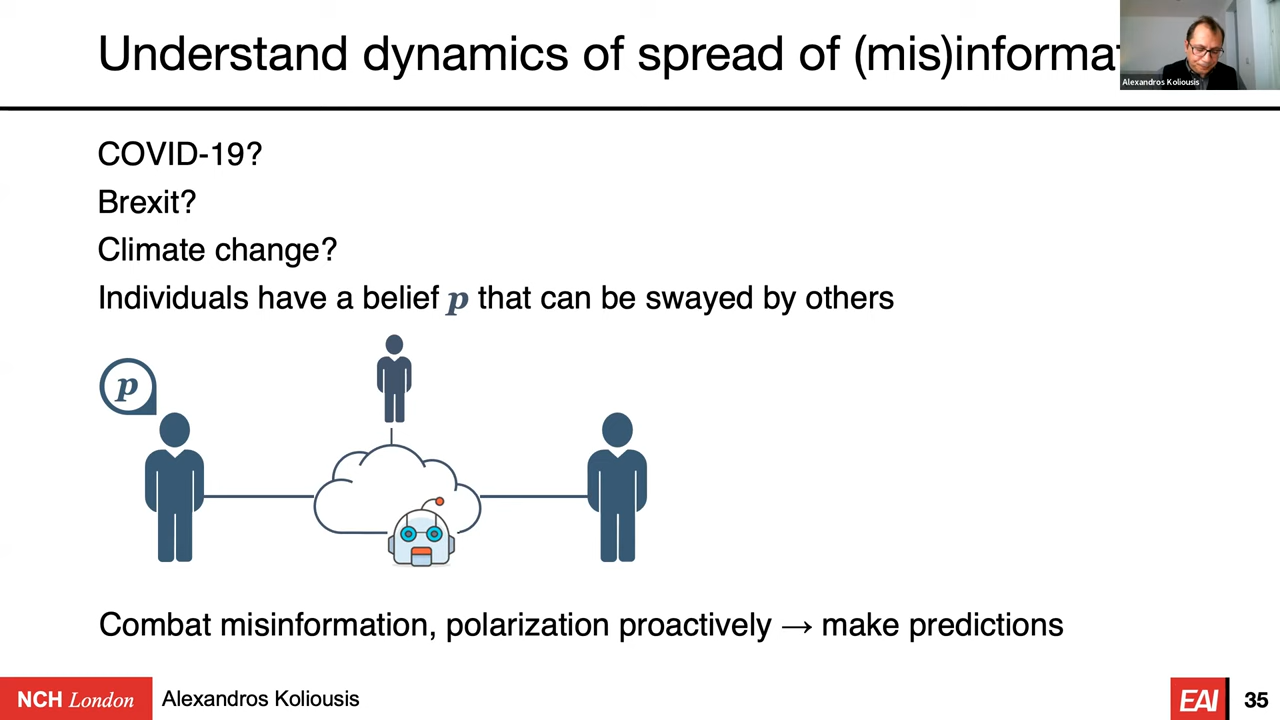 Understand dynamics of spread of (mis)informat
Alexandros Koliousis
COVID-19?
Brexit?
Climate change?
Individuals have a belief p that can be swayed by others
p
Combat misinformation, polarization proactively → make predictions
NCH London Alexandros Koliousis EAI 35